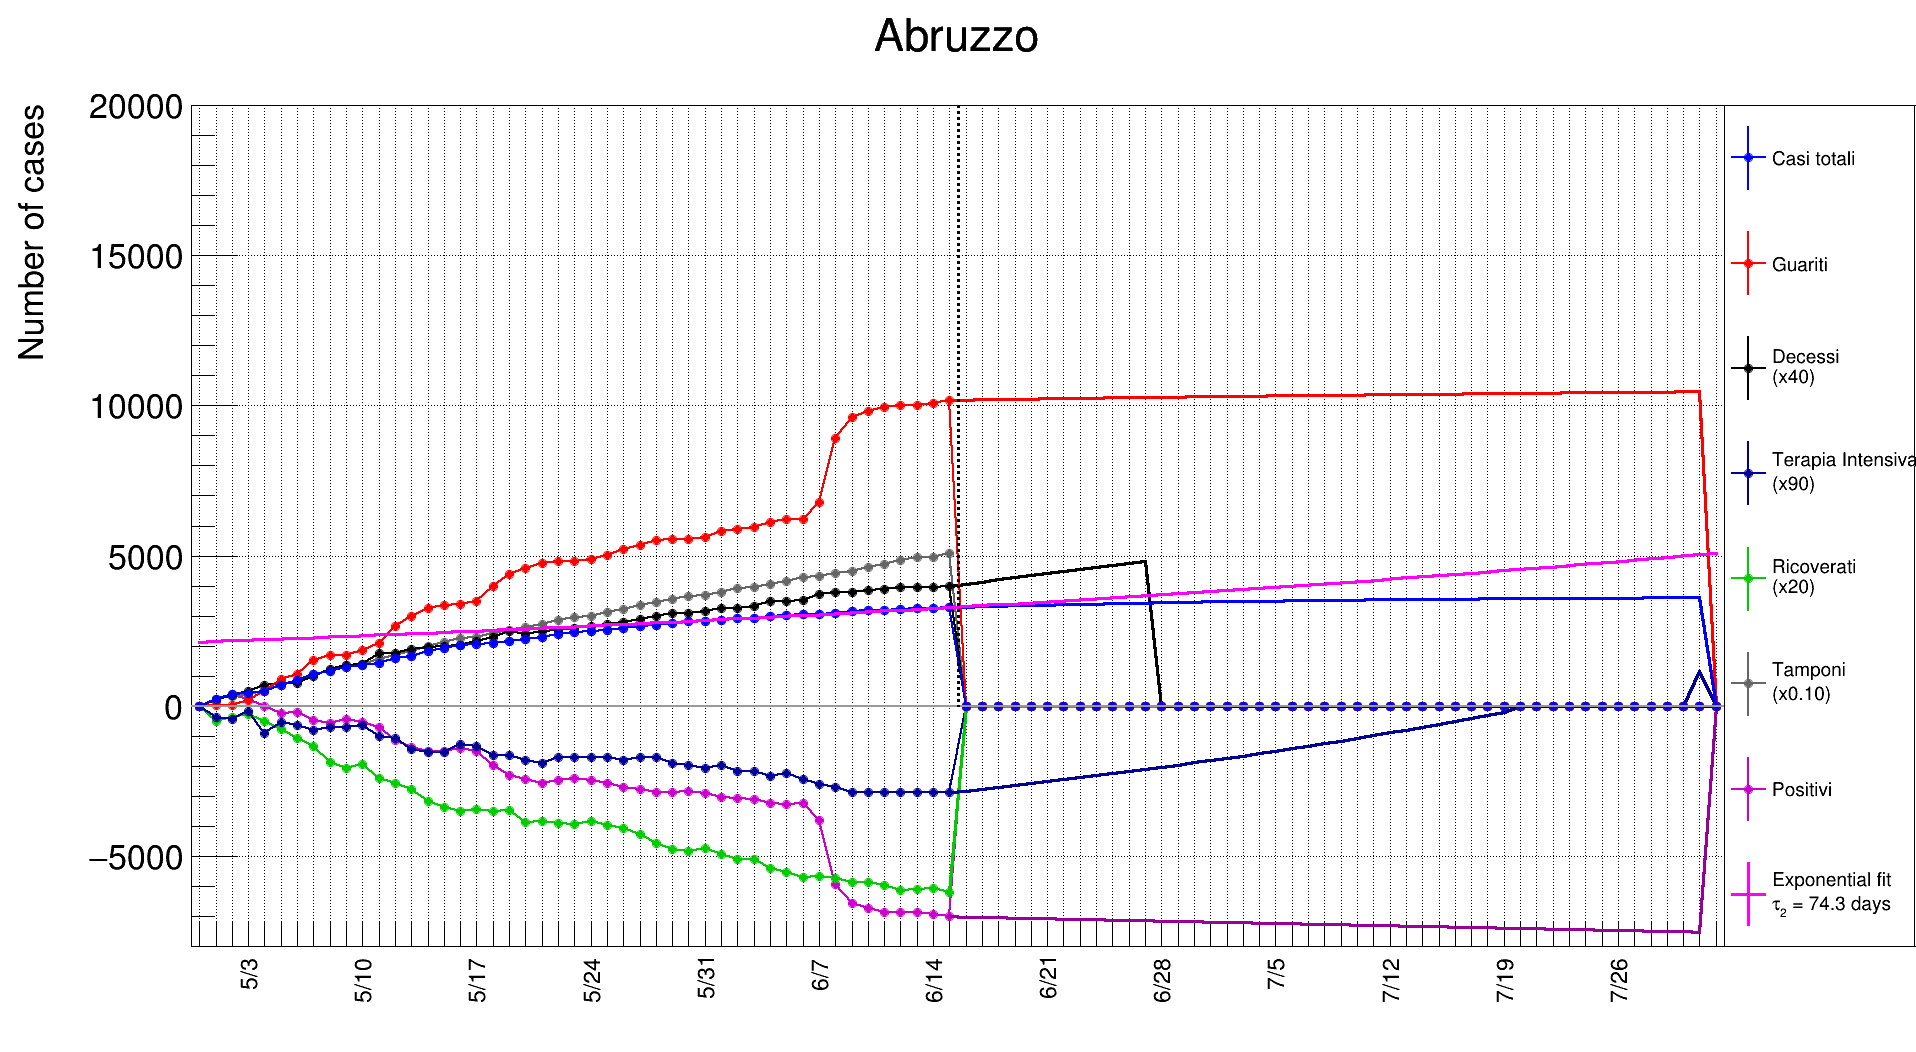 Abruzzo
Number of cases
20000
15000
10000
5000
0
−5000
5/3
5/10
5/17
5/24
5/31
6/7
6/14
6/21
6/28
7/5
7/12
7/19
7/26
Casi totali
Guariti
Decessi
(x40)
Terapia Intensiva
(x90)
Ricoverati
(x20)
Tamponi
(x0.10)
Positivi
Exponential fit
τ₂ = 74.3 days